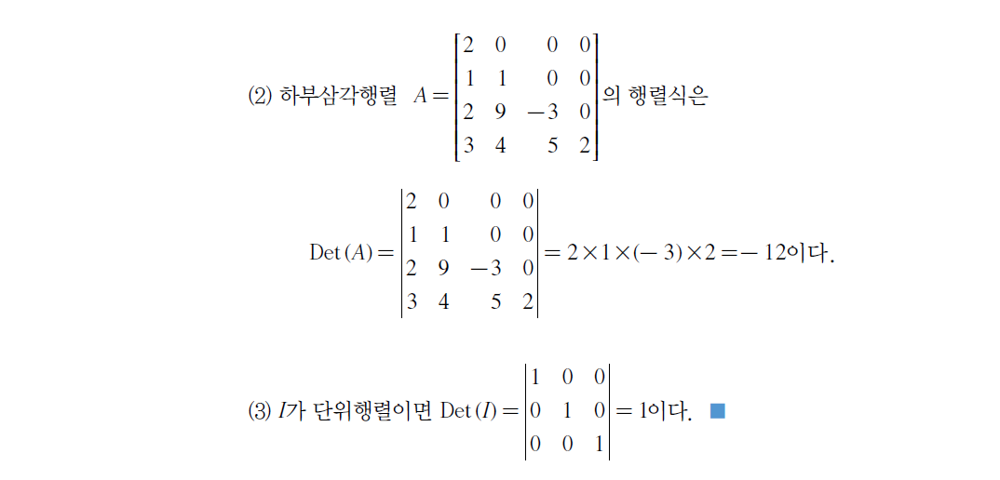 (2) 하부삼각행렬 A = [2 0 0 0; 1 1 0 0; 2 9 −3 0; 3 4 5 2] 의 행렬식은
Det (A) = |2 0 0 0; 1 1 0 0; 2 9 −3 0; 3 4 5 2| = 2×1×(− 3)×2 =− 12이다.
(3) I가 단위행렬이면 Det (I) = |1 0 0; 0 1 0; 0 0 1| = 1이다. ■